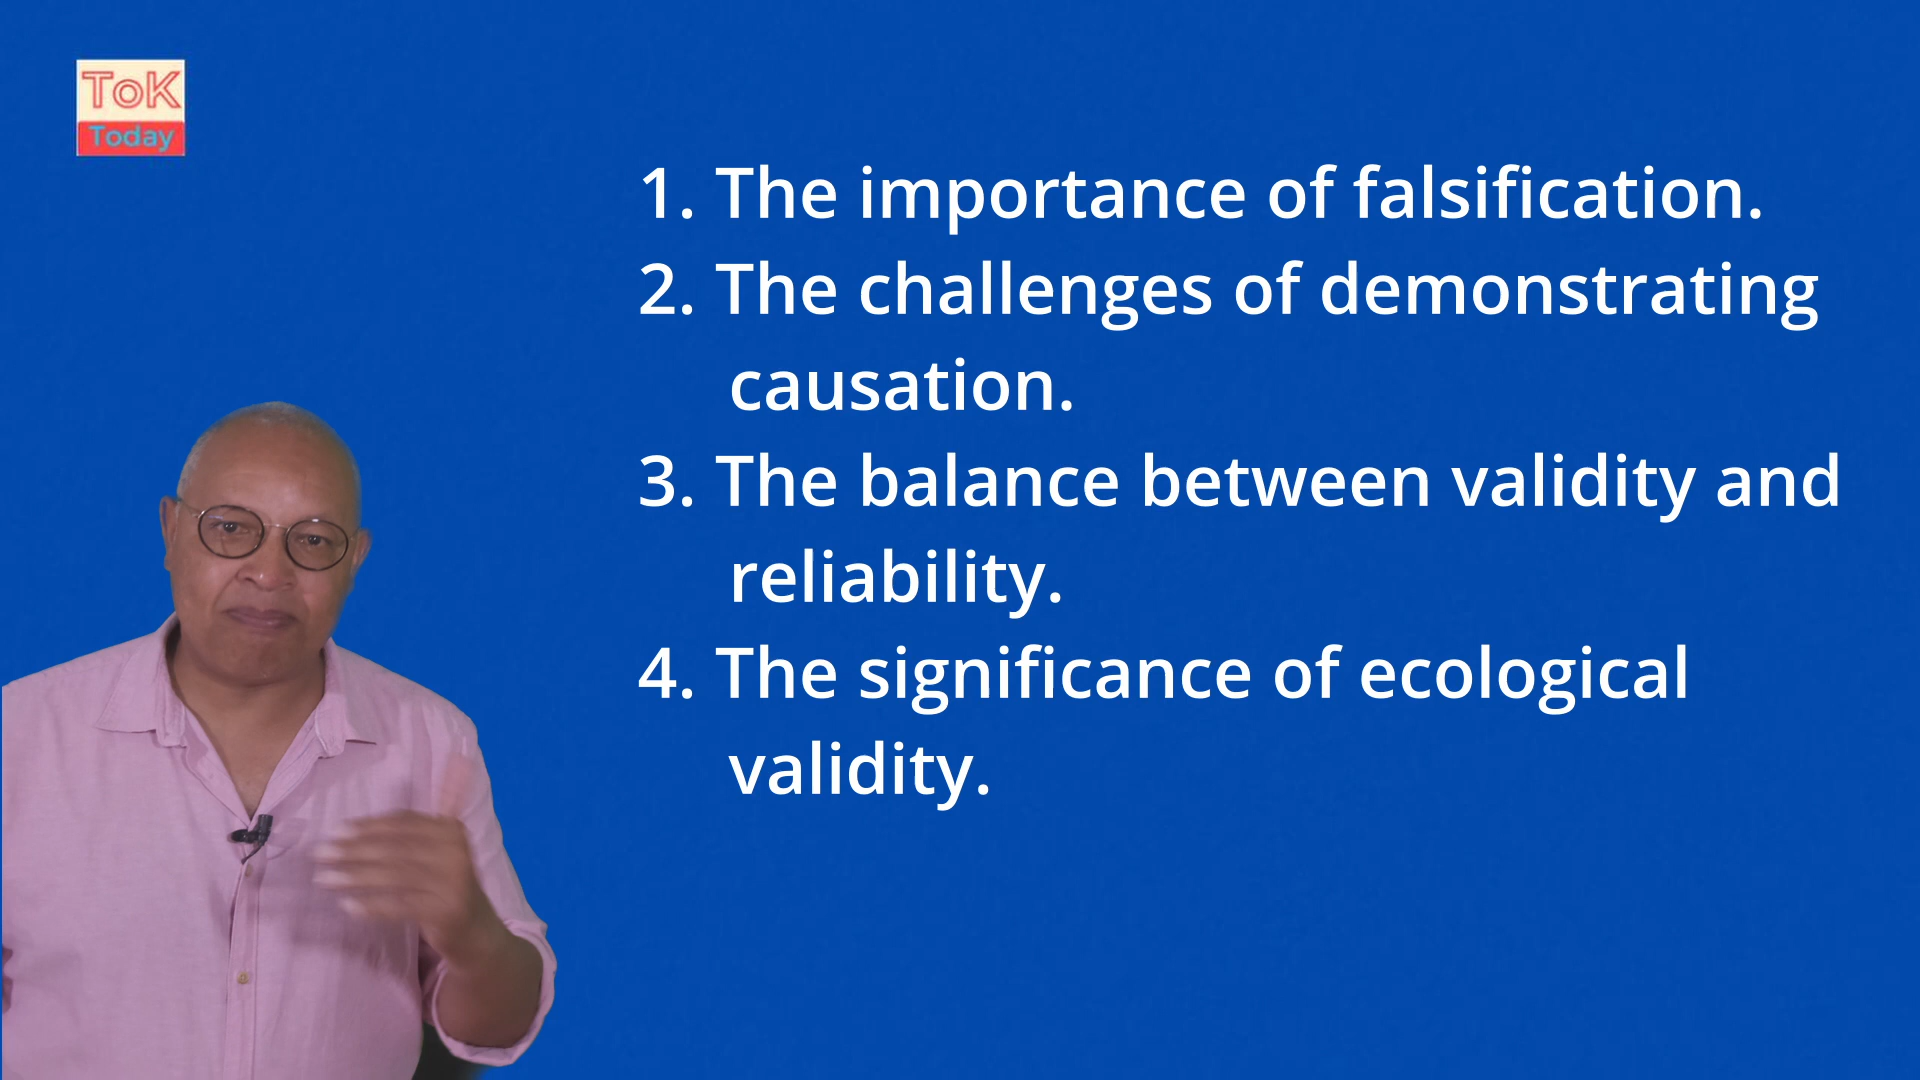 ToK
Today
1. The importance of falsification.
2. The challenges of demonstrating
causation.
3. The balance between validity and
reliability.
4. The significance of ecological
validity.